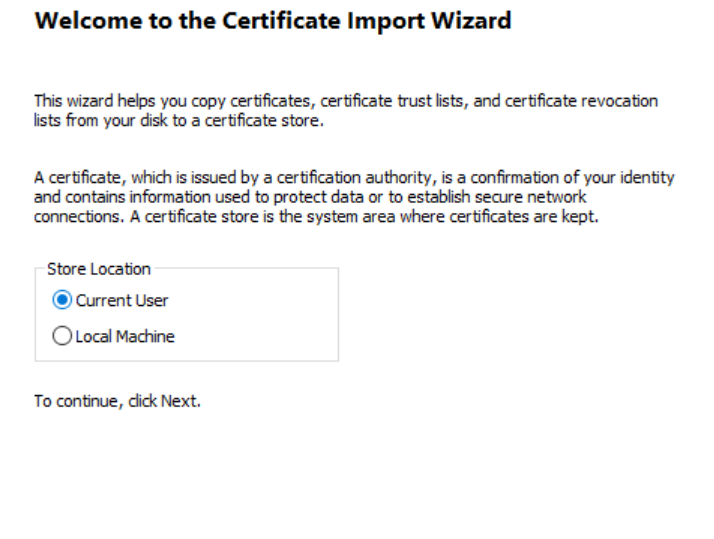 Welcome to the Certificate Import Wizard
This wizard helps you copy certificates, certificate trust lists, and certificate revocation
lists from your disk to a certificate store.
A certificate, which is issued by a certification authority, is a confirmation of your identity
and contains information used to protect data or to establish secure network
connections. A certificate store is the system area where certificates are kept.
Store Location
Current User
Local Machine
To continue, click Next.